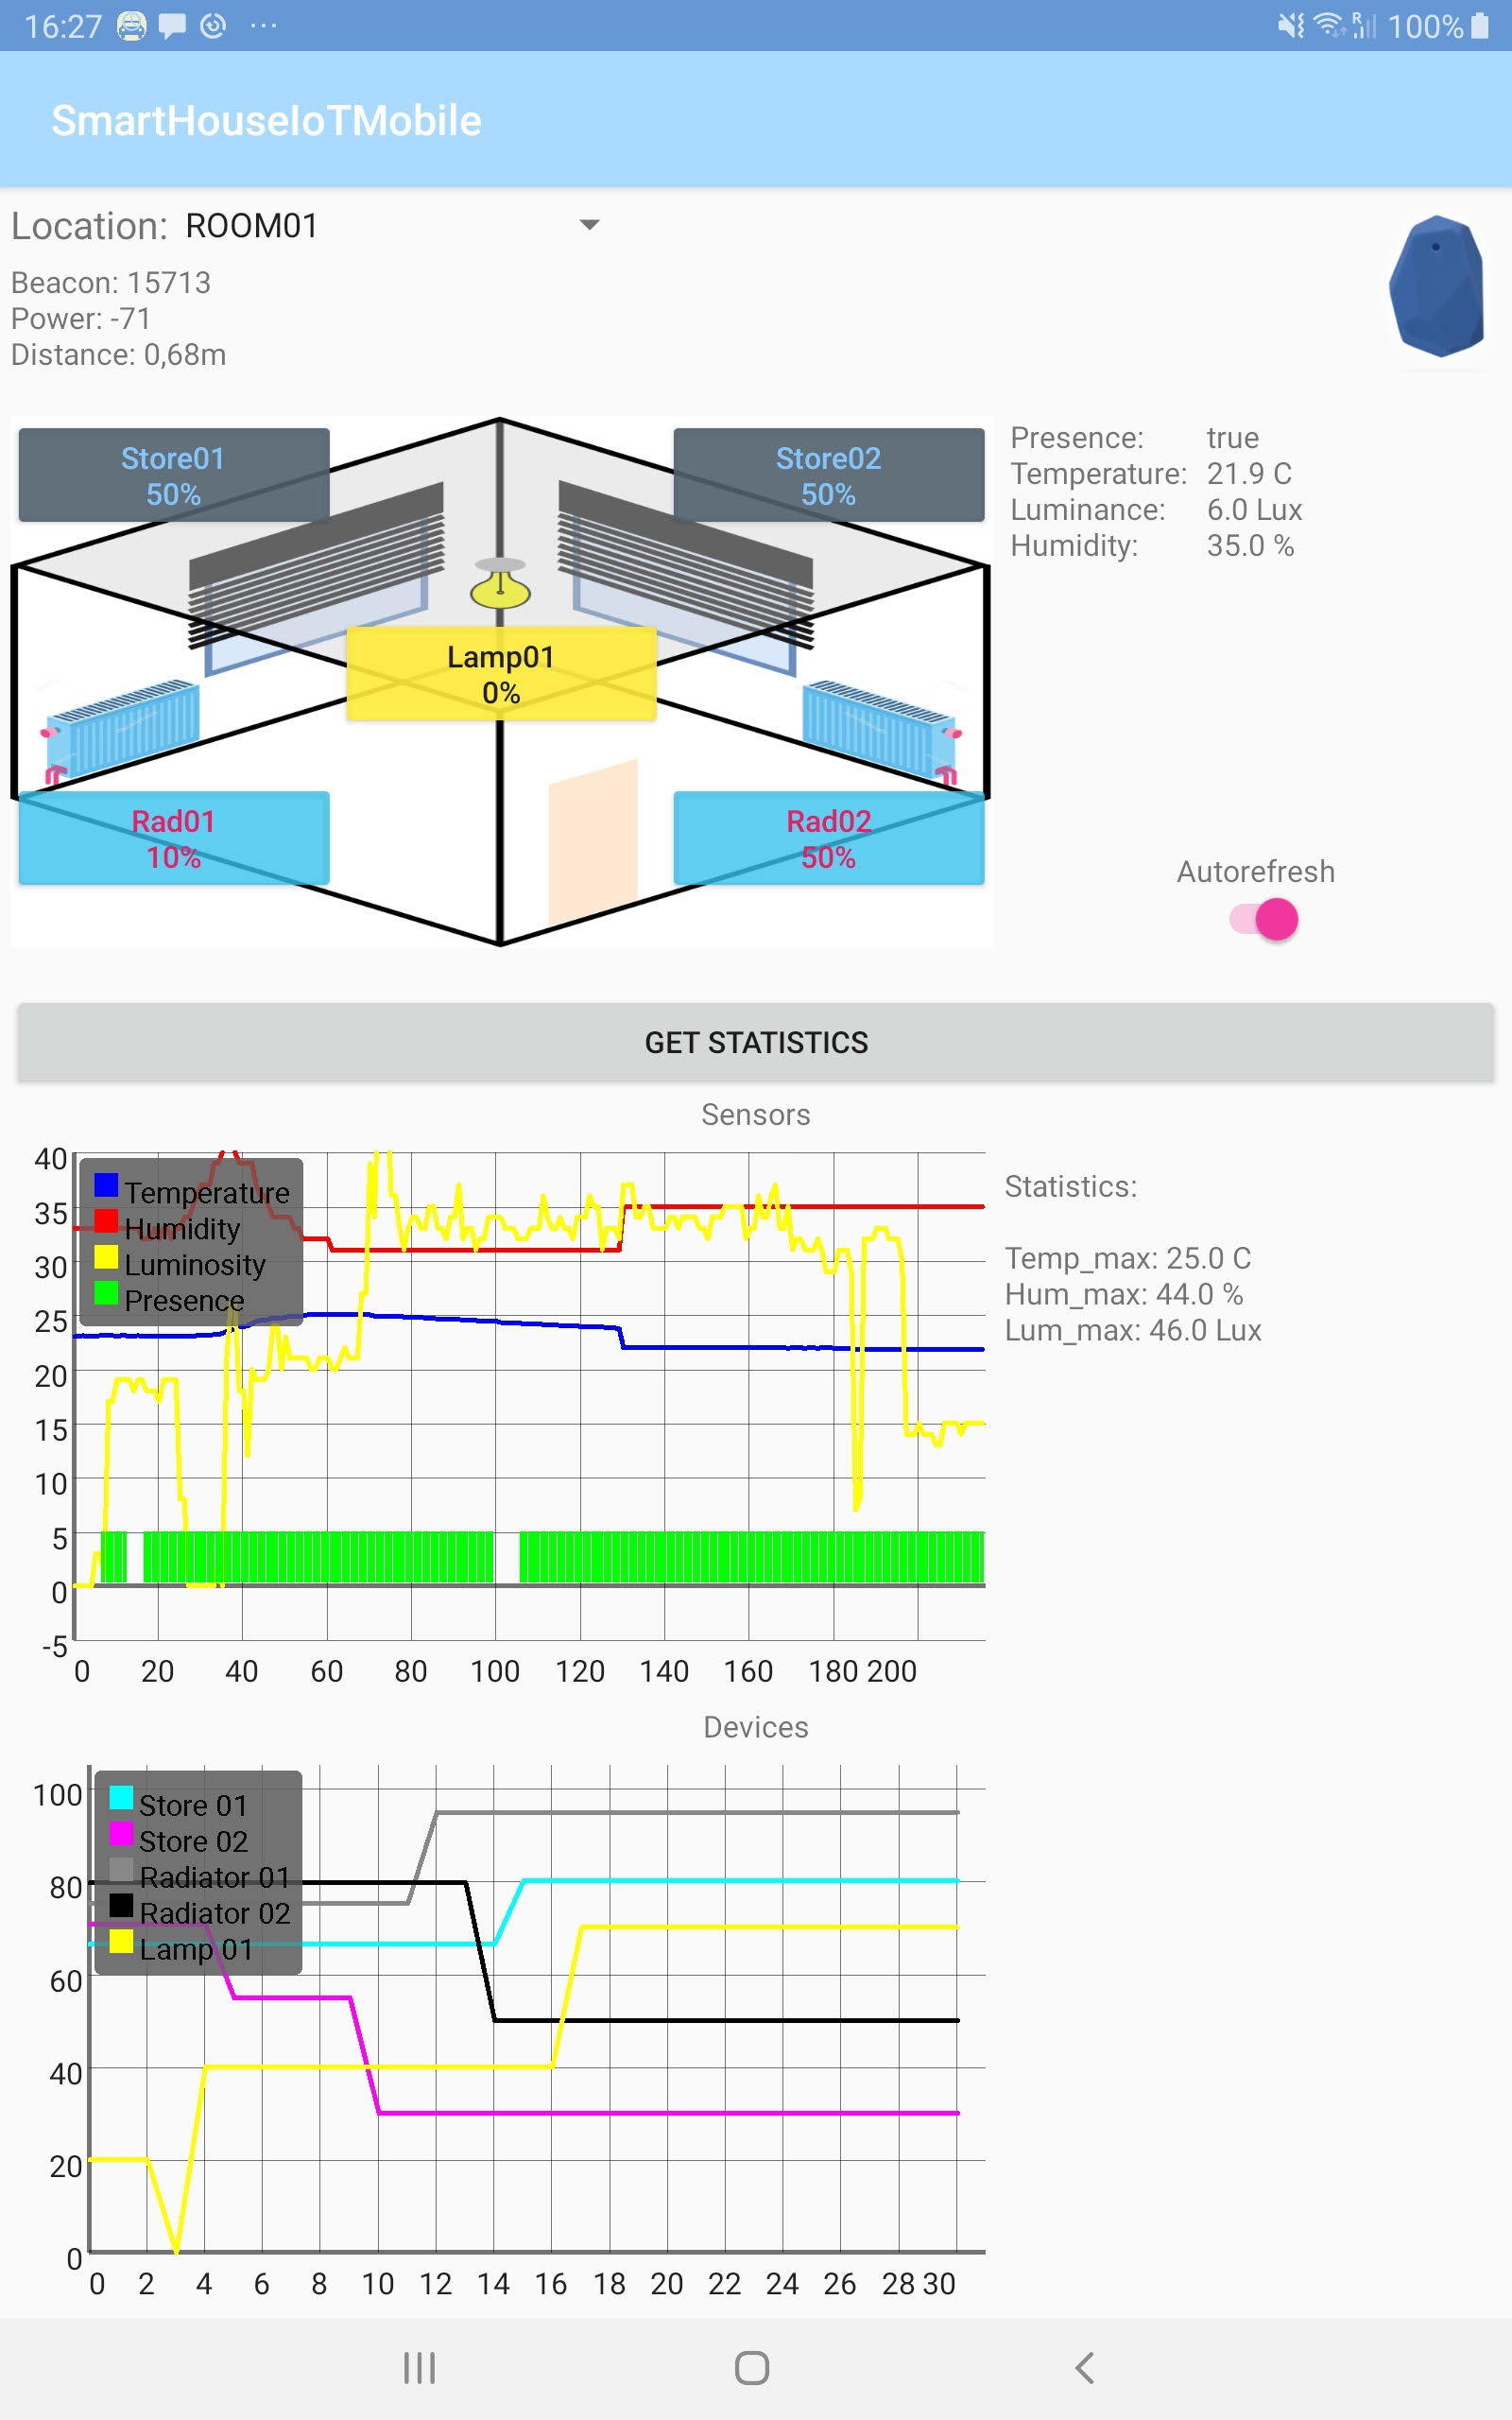 16:27 ... R 100%
SmartHouseIoTMobile
Location: ROOM01
Beacon: 15713
Power: -71
Distance: 0,68m
Store01
50%
Store02
50%
Presence: true
Temperature: 21.9 C
Luminance: 6.0 Lux
Humidity: 35.0 %
Lamp01
0%
Rad01
10%
Rad02
50%
Autorefresh
GET STATISTICS
Sensors
40
35
30
25
20
15
10
5
0
-5
Temperature
Humidity
Luminosity
Presence
0 20 40 60 80 100 120 140 160 180 200
Statistics:
Temp_max: 25.0 C
Hum_max: 44.0 %
Lum_max: 46.0 Lux
Devices
100
80
60
40
20
0
Store 01
Store 02
Radiator 01
Radiator 02
Lamp 01
0 2 4 6 8 10 12 14 16 18 20 22 24 26 28 30